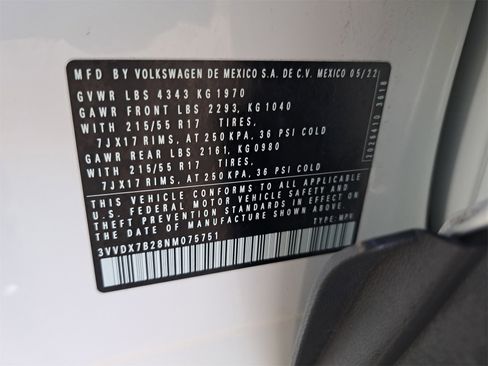 MFD BY VOLKSWAGEN DE MEXICO S.A. DE C.V. MEXICO 05/22
GVWR LBS 4343 KG 1970
GAWR FRONT LBS 2293, KG 1040
WITH 215/55 R17 TIRES,
7JX17 RIMS, AT 250 KPA, 36 PSI COLD
GAWR REAR LBS 2161, KG 0980
WITH 215/55 R17 TIRES,
7JX17 RIMS, AT 250 KPA, 36 PSI COLD
THIS VEHICLE CONFORMS TO ALL APPLICABLE
U.S. FEDERAL MOTOR VEHICLE SAFETY AND
THEFT PREVENTION STANDARDS IN EFFECT ON
THE DATE OF MANUFACTURE SHOWN ABOVE.
3VVDX7B28NM075751 TYPE: MPV
2026410 3618